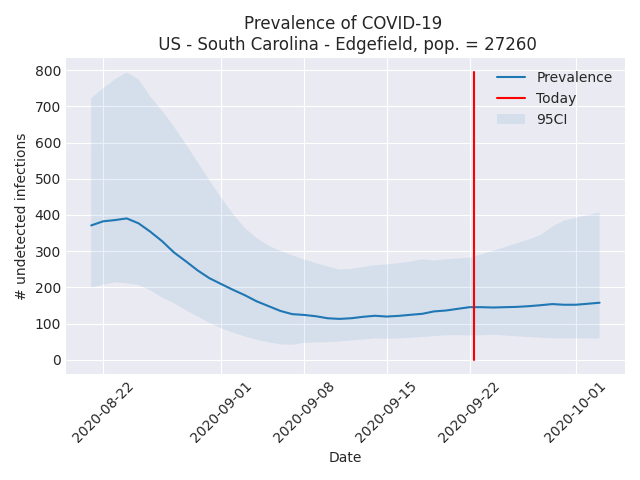 Prevalence of COVID-19
US - South Carolina - Edgefield, pop. = 27260
Prevalence
Today
95CI
800
700
600
500
400
300
200
100
0
# undetected infections
2020-08-22
2020-09-01
2020-09-08
2020-09-15
2020-09-22
2020-10-01
Date